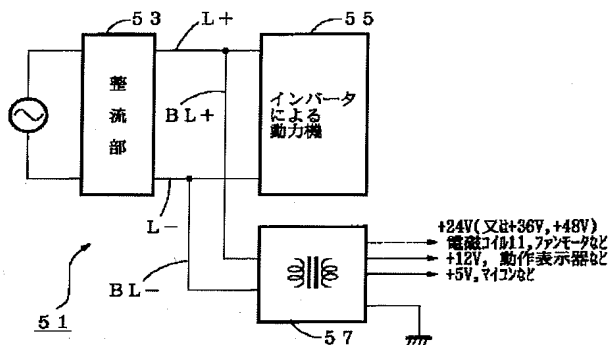 53
L+
55
整
流
部
BL+
インバータ
による
動力機
L-
BL-
51
57
+24V(又は+36V,+48V)
電磁コイル11,ファンモータなど
+12V, 動作表示器など
+5V,マイコンなど